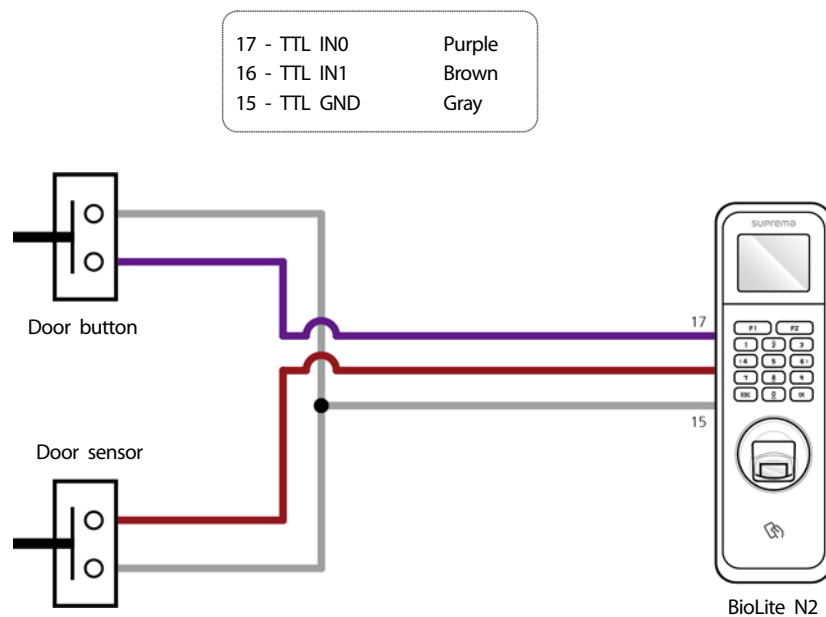 17 - TTL IN0 Purple
16 - TTL IN1 Brown
15 - TTL GND Gray
Door button
Door sensor
17
15
suprema
F1 F2
1 2 3
‹4 5 6›
7 8 9
ESC 0 OK
BioLite N2